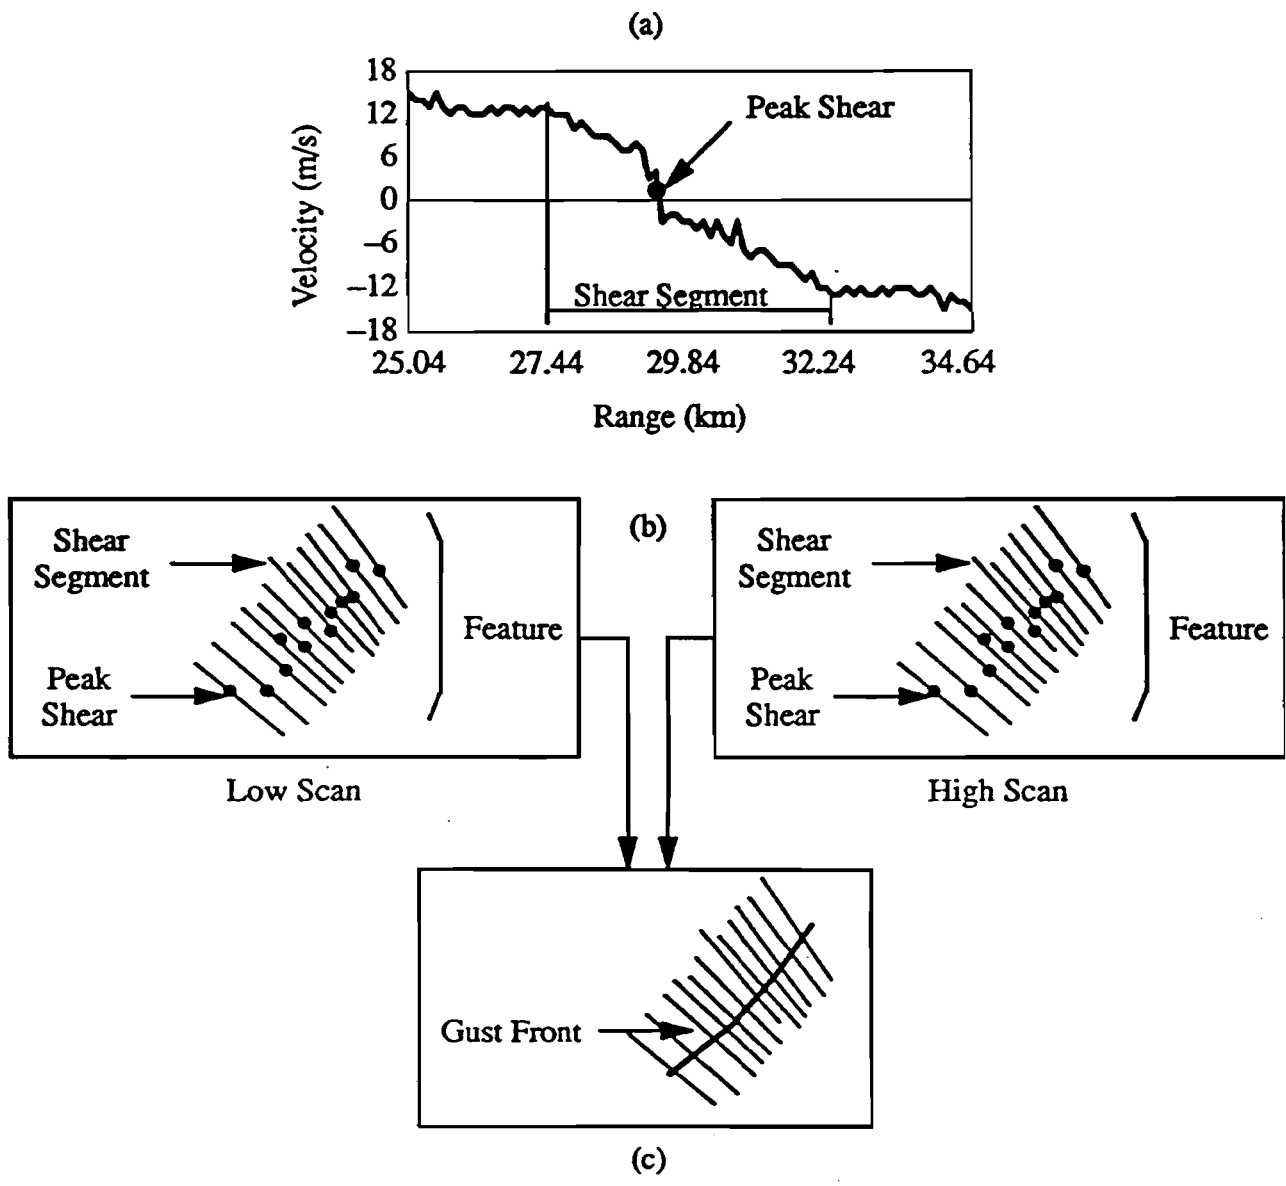 (a)
18
12
6
0
−6
−12
−18
Velocity (m/s)
Peak Shear
Shear Segment
25.04 27.44 29.84 32.24 34.64
Range (km)
(b)
Shear
Segment
Feature
Peak
Shear
Low Scan
Shear
Segment
Feature
Peak
Shear
High Scan
Gust Front
(c)